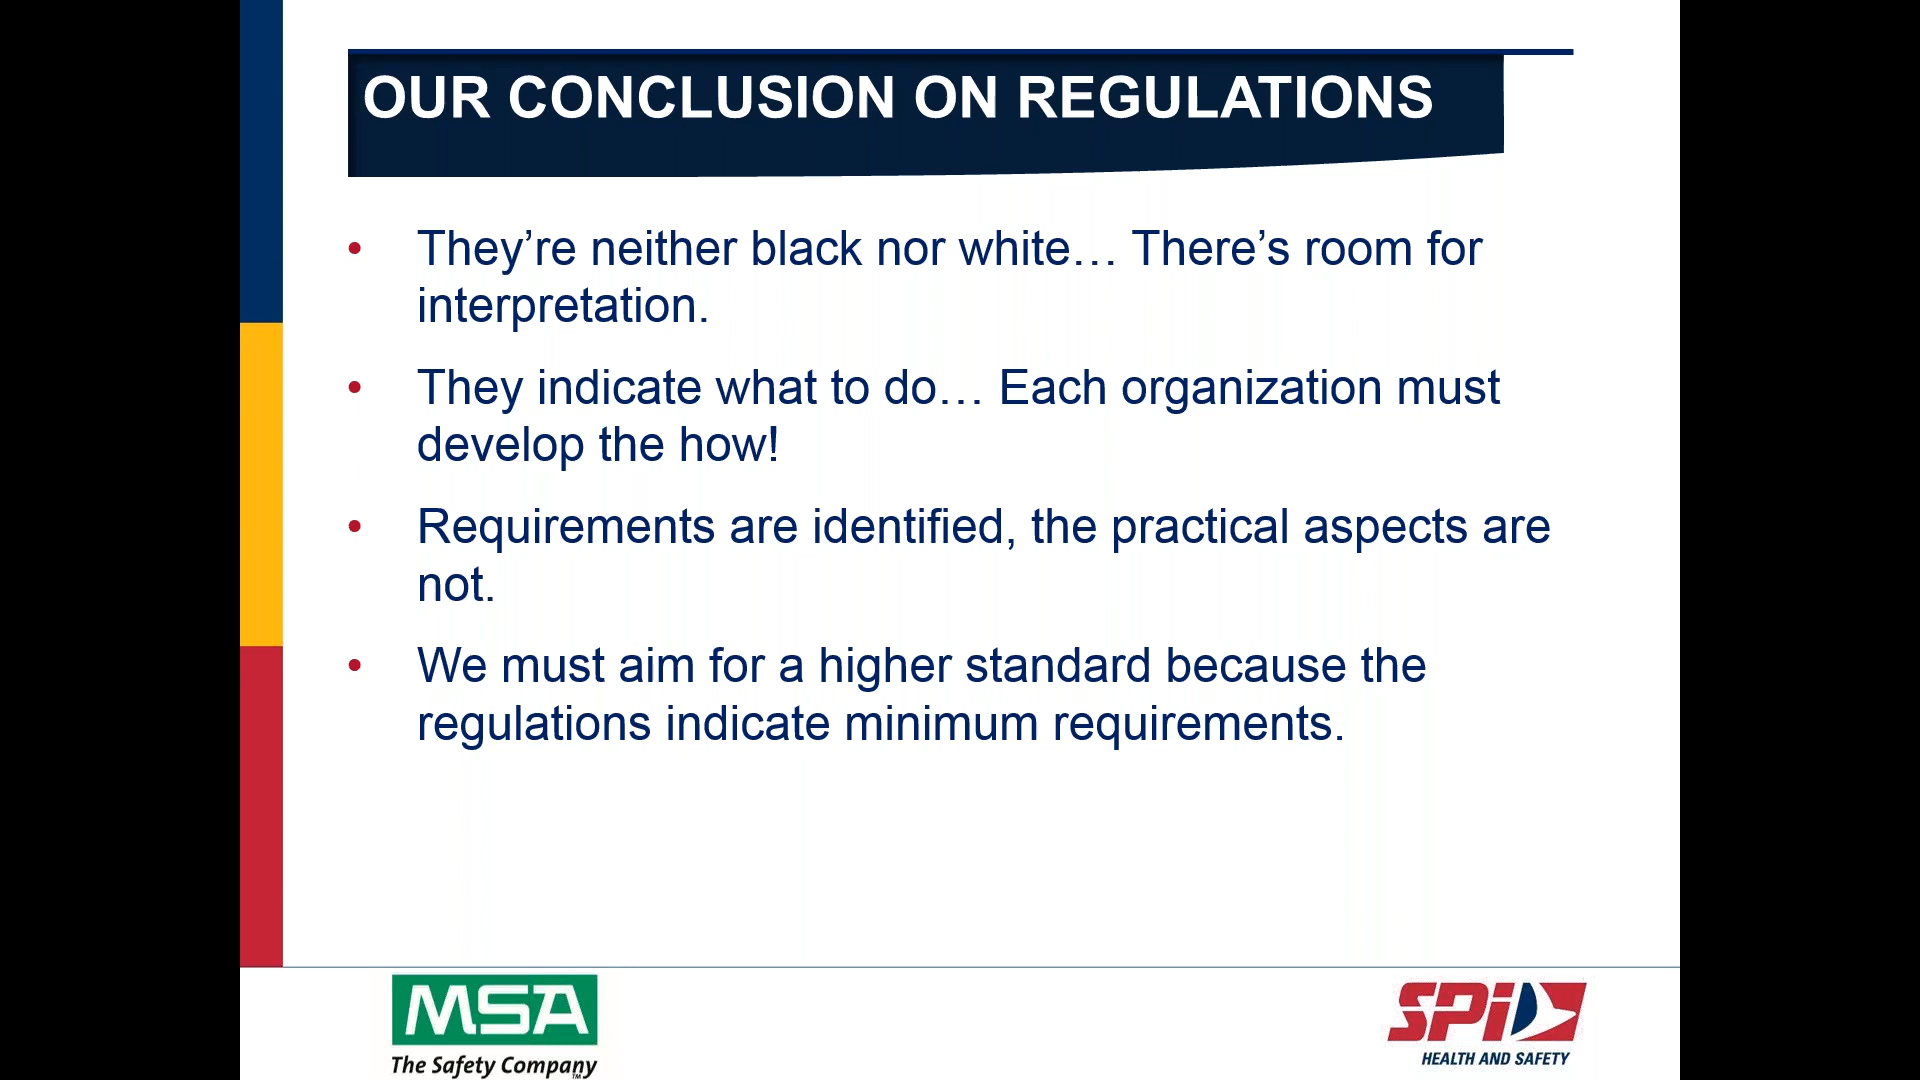 OUR CONCLUSION ON REGULATIONS
• They’re neither black nor white… There’s room for
interpretation.
• They indicate what to do… Each organization must
develop the how!
• Requirements are identified, the practical aspects are
not.
• We must aim for a higher standard because the
regulations indicate minimum requirements.
MSA
The Safety Company™
SPi
HEALTH AND SAFETY